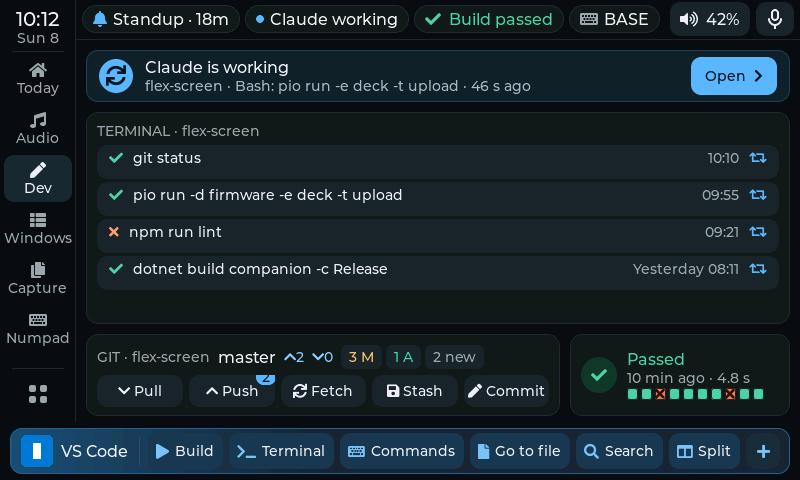 10:12
Sun 8
Standup · 18m
Claude working
Build passed
BASE
42%
Today
Audio
Dev
Windows
Capture
Numpad
Claude is working
flex-screen · Bash: pio run -e deck -t upload · 46 s ago
Open
TERMINAL · flex-screen
git status
10:10
pio run -d firmware -e deck -t upload
09:55
npm run lint
09:21
dotnet build companion -c Release
Yesterday 08:11
GIT · flex-screen master 2 0 3 M 1 A 2 new
Pull
Push
2
Fetch
Stash
Commit
Passed
10 min ago · 4.8 s
VS Code
Build
Terminal
Commands
Go to file
Search
Split